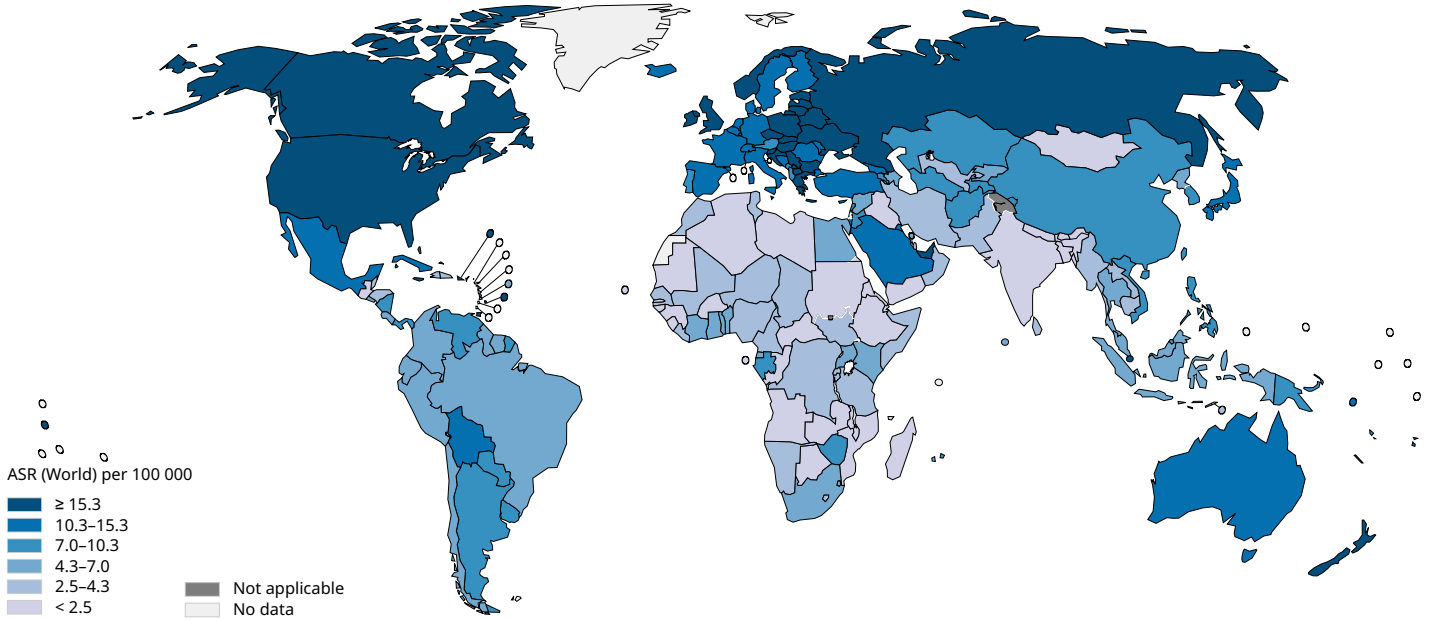 ASR (World) per 100 000
≥ 15.3
10.3–15.3
7.0–10.3
4.3–7.0
2.5–4.3
< 2.5
Not applicable
No data